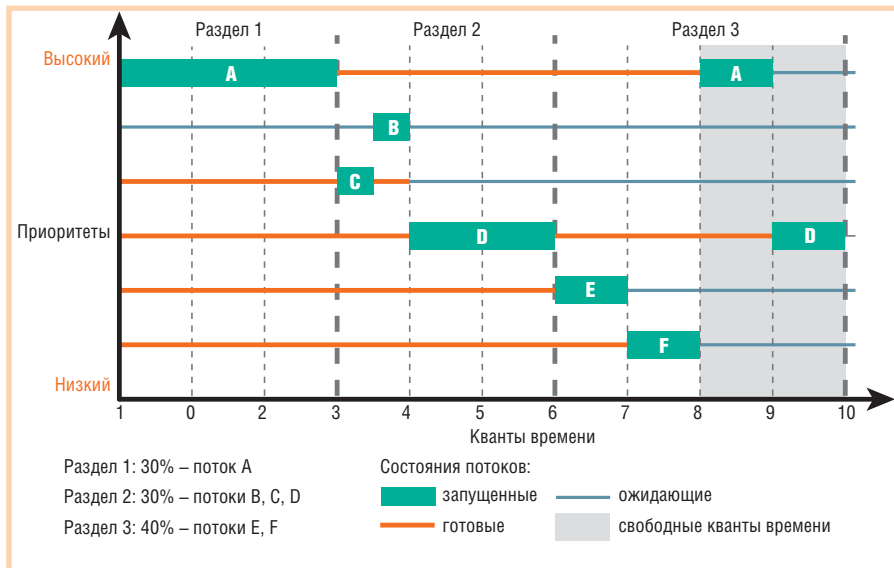 Раздел 1 Раздел 2 Раздел 3
Высокий
A A
B
C
Приоритеты
D D
E
F
Низкий
1 0 2 3 4 5 6 7 8 9 10
Кванты времени
Раздел 1: 30% – поток A
Раздел 2: 30% – потоки B, C, D
Раздел 3: 40% – потоки E, F
Состояния потоков:
запущенные ожидающие
готовые свободные кванты времени